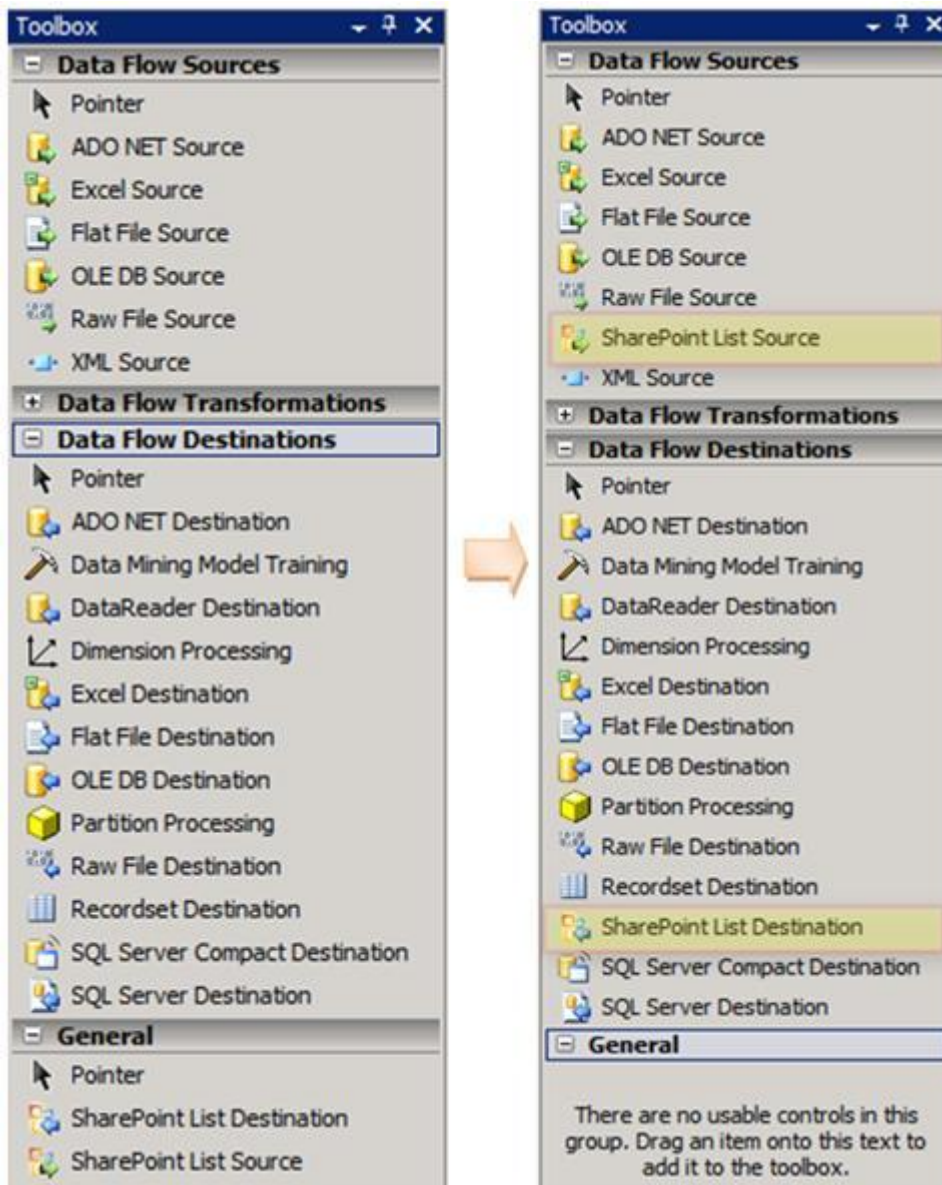 Toolbox
Data Flow Sources
Pointer
ADO NET Source
Excel Source
Flat File Source
OLE DB Source
Raw File Source
XML Source
Data Flow Transformations
Data Flow Destinations
Pointer
ADO NET Destination
Data Mining Model Training
DataReader Destination
Dimension Processing
Excel Destination
Flat File Destination
OLE DB Destination
Partition Processing
Raw File Destination
Recordset Destination
SQL Server Compact Destination
SQL Server Destination
General
Pointer
SharePoint List Destination
SharePoint List Source
Toolbox
Data Flow Sources
Pointer
ADO NET Source
Excel Source
Flat File Source
OLE DB Source
Raw File Source
SharePoint List Source
XML Source
Data Flow Transformations
Data Flow Destinations
Pointer
ADO NET Destination
Data Mining Model Training
DataReader Destination
Dimension Processing
Excel Destination
Flat File Destination
OLE DB Destination
Partition Processing
Raw File Destination
Recordset Destination
SharePoint List Destination
SQL Server Compact Destination
SQL Server Destination
General
There are no usable controls in this
group. Drag an item onto this text to
add it to the toolbox.